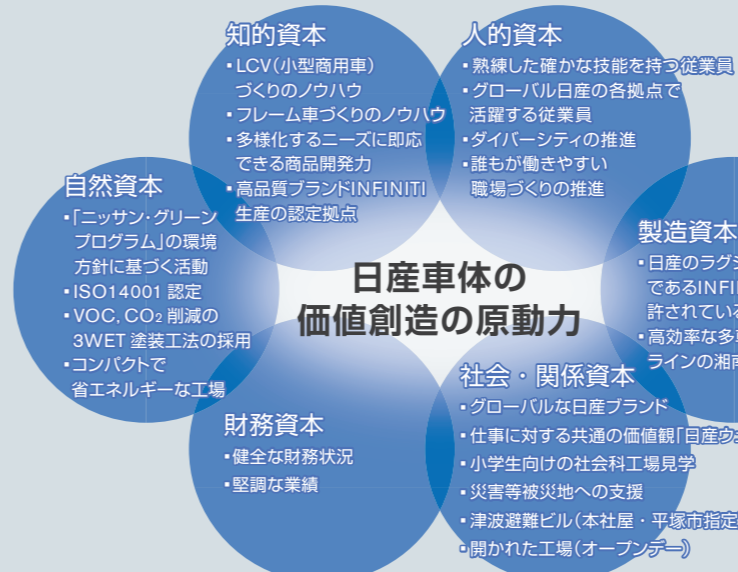 知的資本
▪LCV(小型商用車)
づくりのノウハウ
▪フレーム車づくりのノウハウ
▪多様化するニーズに即応
できる商品開発力
▪高品質ブランドINFINITI
生産の認定拠点
人的資本
▪熟練した確かな技能を持つ従業員
▪グローバル日産の各拠点で
活躍する従業員
▪ダイバーシティの推進
▪誰もが働きやすい
職場づくりの推進
自然資本
▪「ニッサン・グリーン
プログラム」の環境
方針に基づく活動
▪ISO14001 認定
▪VOC, CO₂ 削減の
3WET 塗装工法の採用
▪コンパクトで
省エネルギーな工場
日産車体の
価値創造の原動力
製造資本
▪日産のラグジ
であるINFIN
許されている
▪高効率な多車
ラインの湘南
財務資本
▪健全な財務状況
▪堅調な業績
社会・関係資本
▪グローバルな日産ブランド
▪仕事に対する共通の価値観「日産ウ
▪小学生向けの社会科工場見学
▪災害等被災地への支援
▪津波避難ビル(本社屋・平塚市指定
▪開かれた工場(オープンデー)